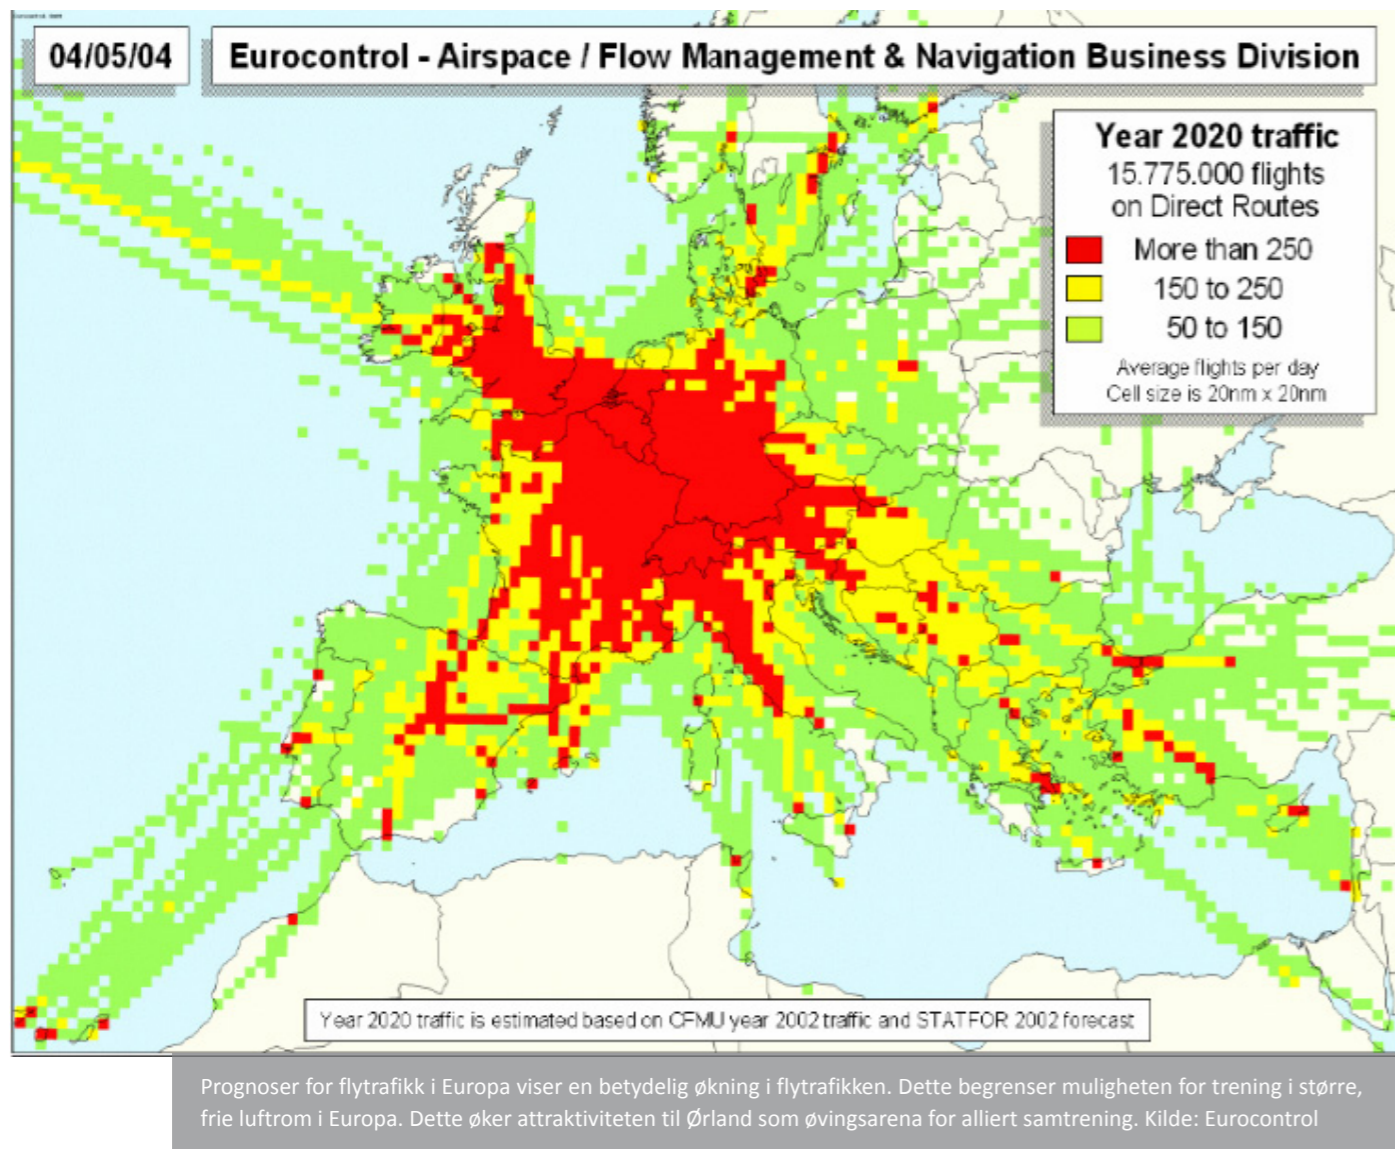 04/05/04
Eurocontrol - Airspace / Flow Management & Navigation Business Division
Year 2020 traffic
15.775.000 flights
on Direct Routes
More than 250
150 to 250
50 to 150
Average flights per day
Cell size is 20nm x 20nm
Year 2020 traffic is estimated based on CFMU year 2002 traffic and STATFOR 2002 forecast
Prognoser for flytrafikk i Europa viser en betydelig økning i flytrafikken. Dette begrenser muligheten for trening i større,
frie luftrom i Europa. Dette øker attraktiviteten til Ørland som øvingsarena for alliert samtrening. Kilde: Eurocontrol